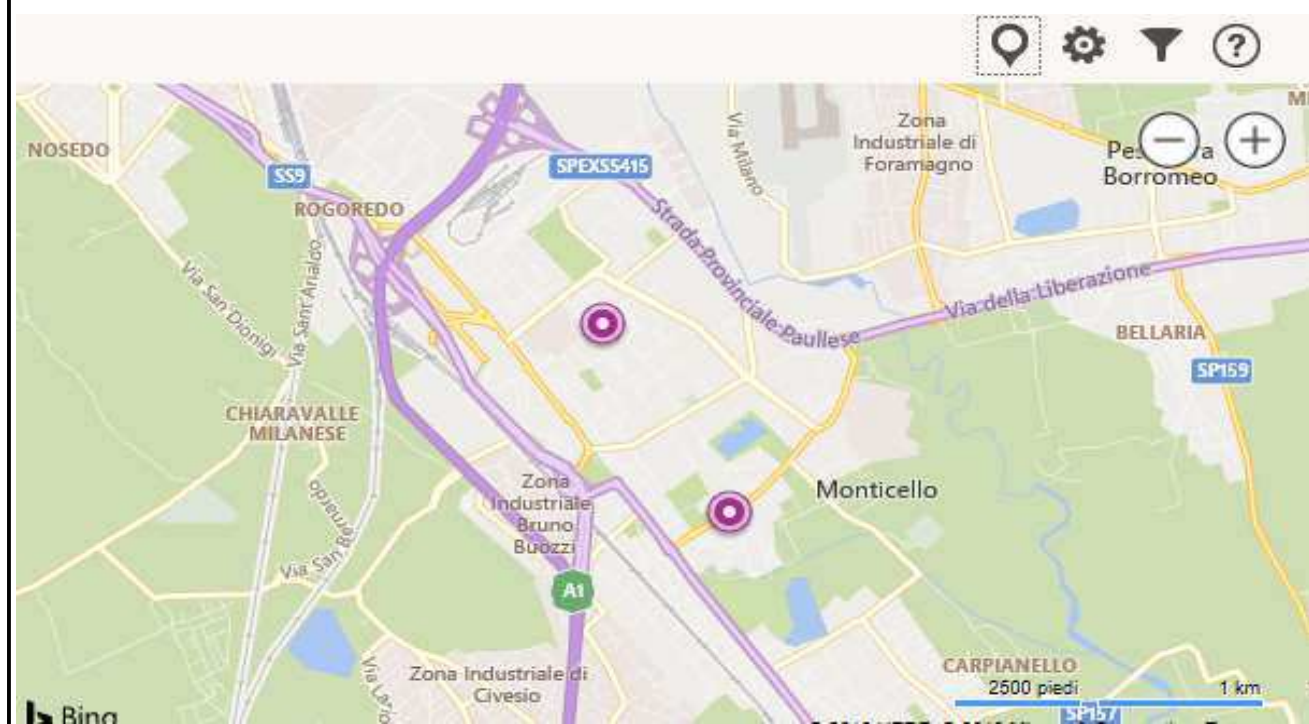 ?
Zona
Industriale di
Foramagno
Via Milano
NOSEDO
SPEXSS415
SS9
Borromeo
ROGOREDO
Strada Provinciale Paullese
Via San Dionigi
Via Sant'Arialdo
Via della Liberazione
BELLARIA
SP159
CHIARAVALLE
MILANESE
Zona
Industriale
Bruno
Buozzi
Monticello
Via San Bernardo
A1
Zona Industriale di
Civesio
CARPIANELLO
2500 piedi
1 km
SP157
Bing